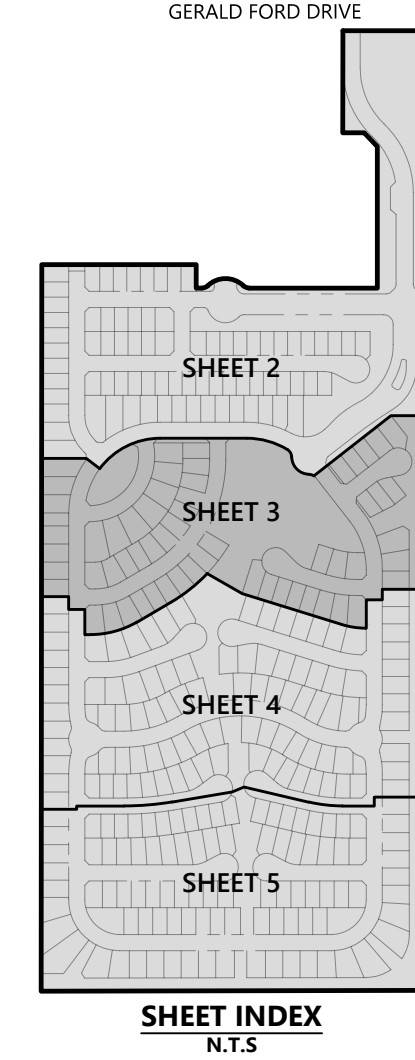 GERALD FORD DRIVE
SHEET 2
SHEET 3
SHEET 4
SHEET 5
SHEET INDEX
N.T.S